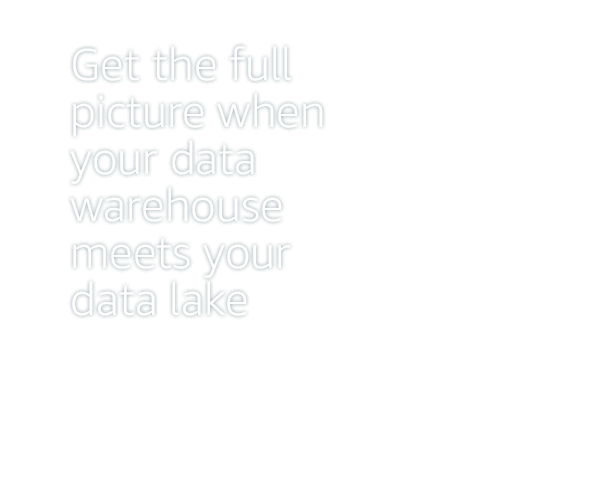 Get the full
picture when
your data
warehouse
meets your
data lake